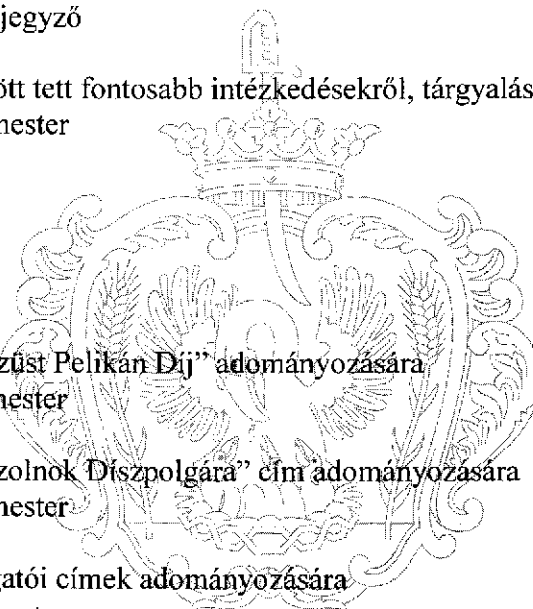 jegyző
ött tett fontosabb intézkedésekről, tárgyalás
nester
züst Pelikán Díj” adományozására
nester
zolnok Díszpolgára” cím adományozására
nester
gatói címek adományozására